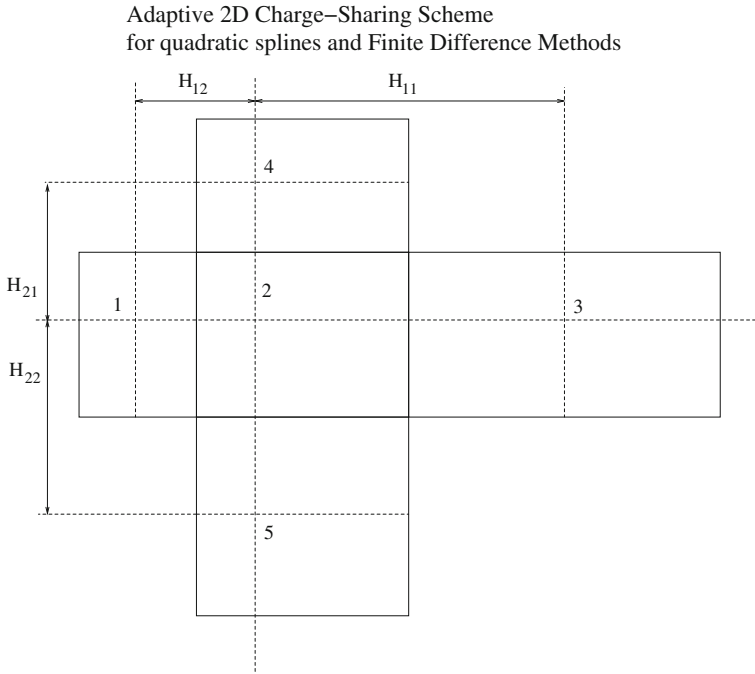 Adaptive 2D Charge−Sharing Scheme
for quadratic splines and Finite Difference Methods
H12
H11
4
H21
1
2
3
H22
5